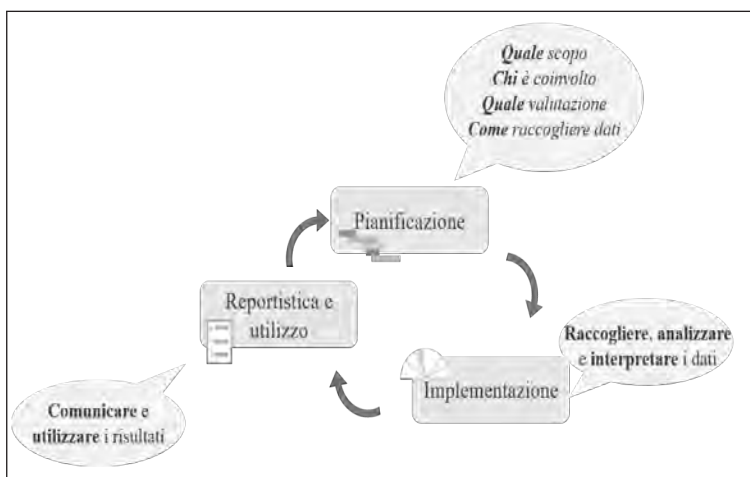 Quale scopo
Chi è coinvolto
Quale valutazione
Come raccogliere dati
Pianificazione
Reportistica e
utilizzo
Raccogliere, analizzare
e interpretare i dati
Implementazione
Comunicare e
utilizzare i risultati